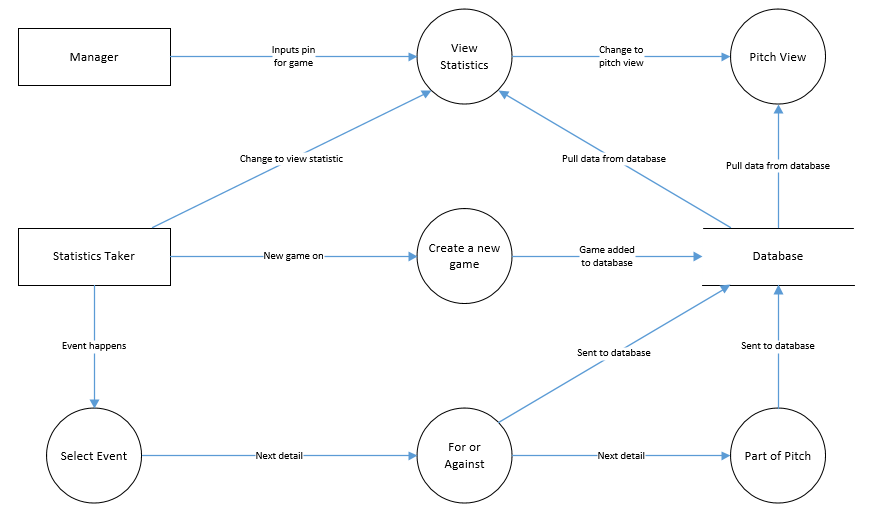 Manager
Inputs pin
for game
View
Statistics
Change to
pitch view
Pitch View
Change to view statistic
Pull data from database
Pull data from database
Statistics Taker
New game on
Create a new
game
Game added
to database
Database
Event happens
Sent to database
Sent to database
Select Event
Next detail
For or
Against
Next detail
Part of Pitch